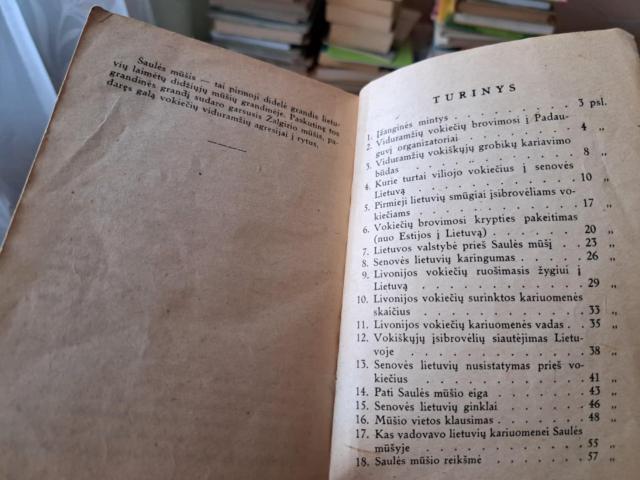 Saulės mūšis — tai pirmoji didelė grandis lietu-
vių laimėtų didžiųjų mūšių grandinėje. Paskutinę tos
grandinės grandį sudaro garsusis Žalgirio mūšis, pa-
daręs galą vokiečių viduramžių agresijai į rytus.
TURINYS
1. Įžanginės mintys . . . . . . . 3 psl.
2. Viduramžių vokiečių brovimosi į Padau-
guvį organizatoriai . . . . . . 4 „
3. Viduramžių vokiškųjų grobikų kariavimo
būdas . . . . . . . . . 8 „
4. Kurie turtai viliojo vokiečius į senovės
Lietuvą . . . . . . . . 10 „
5. Pirmieji lietuvių smūgiai įsibrovėliams vo-
kiečiams . . . . . . . . 17 „
6. Vokiečių brovimosi krypties pakeitimas
(nuo Estijos į Lietuvą) . . . . . 20 „
7. Lietuvos valstybė prieš Saulės mūšį . . 23 „
8. Senovės lietuvių karingumas . . . . 26 „
9. Livonijos vokiečių ruošimasis žygiui į
Lietuvą . . . . . . . . 29 „
10. Livonijos vokiečių surinktos kariuomenės
skaičius . . . . . . . . 33 „
11. Livonijos vokiečių kariuomenės vadas . . 35 „
12. Vokiškųjų įsibrovėlių siautėjimas Lietu-
voje . . . . . . . . . 38 „
13. Senovės lietuvių nusistatymas prieš vo-
kiečius . . . . . . . . 41 „
14. Pati Saulės mūšio eiga . . . . . 43 „
15. Senovės lietuvių ginklai . . . . . 46 „
16. Mūšio vietos klausimas . . . . . 48 „
17. Kas vadovavo lietuvių kariuomenei Saulės
mūšyje . . . . . . . . 55 „
18. Saulės mūšio reikšmė . . . . . 57 „